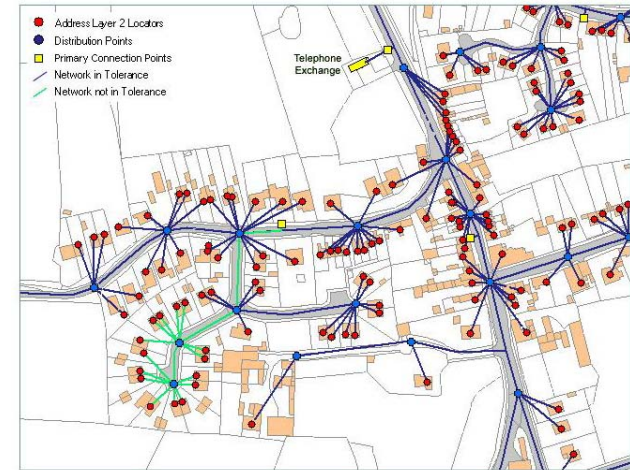 Address Layer 2 Locators
Distribution Points
Primary Connection Points
Network in Tolerance
Network not in Tolerance
Telephone
Exchange